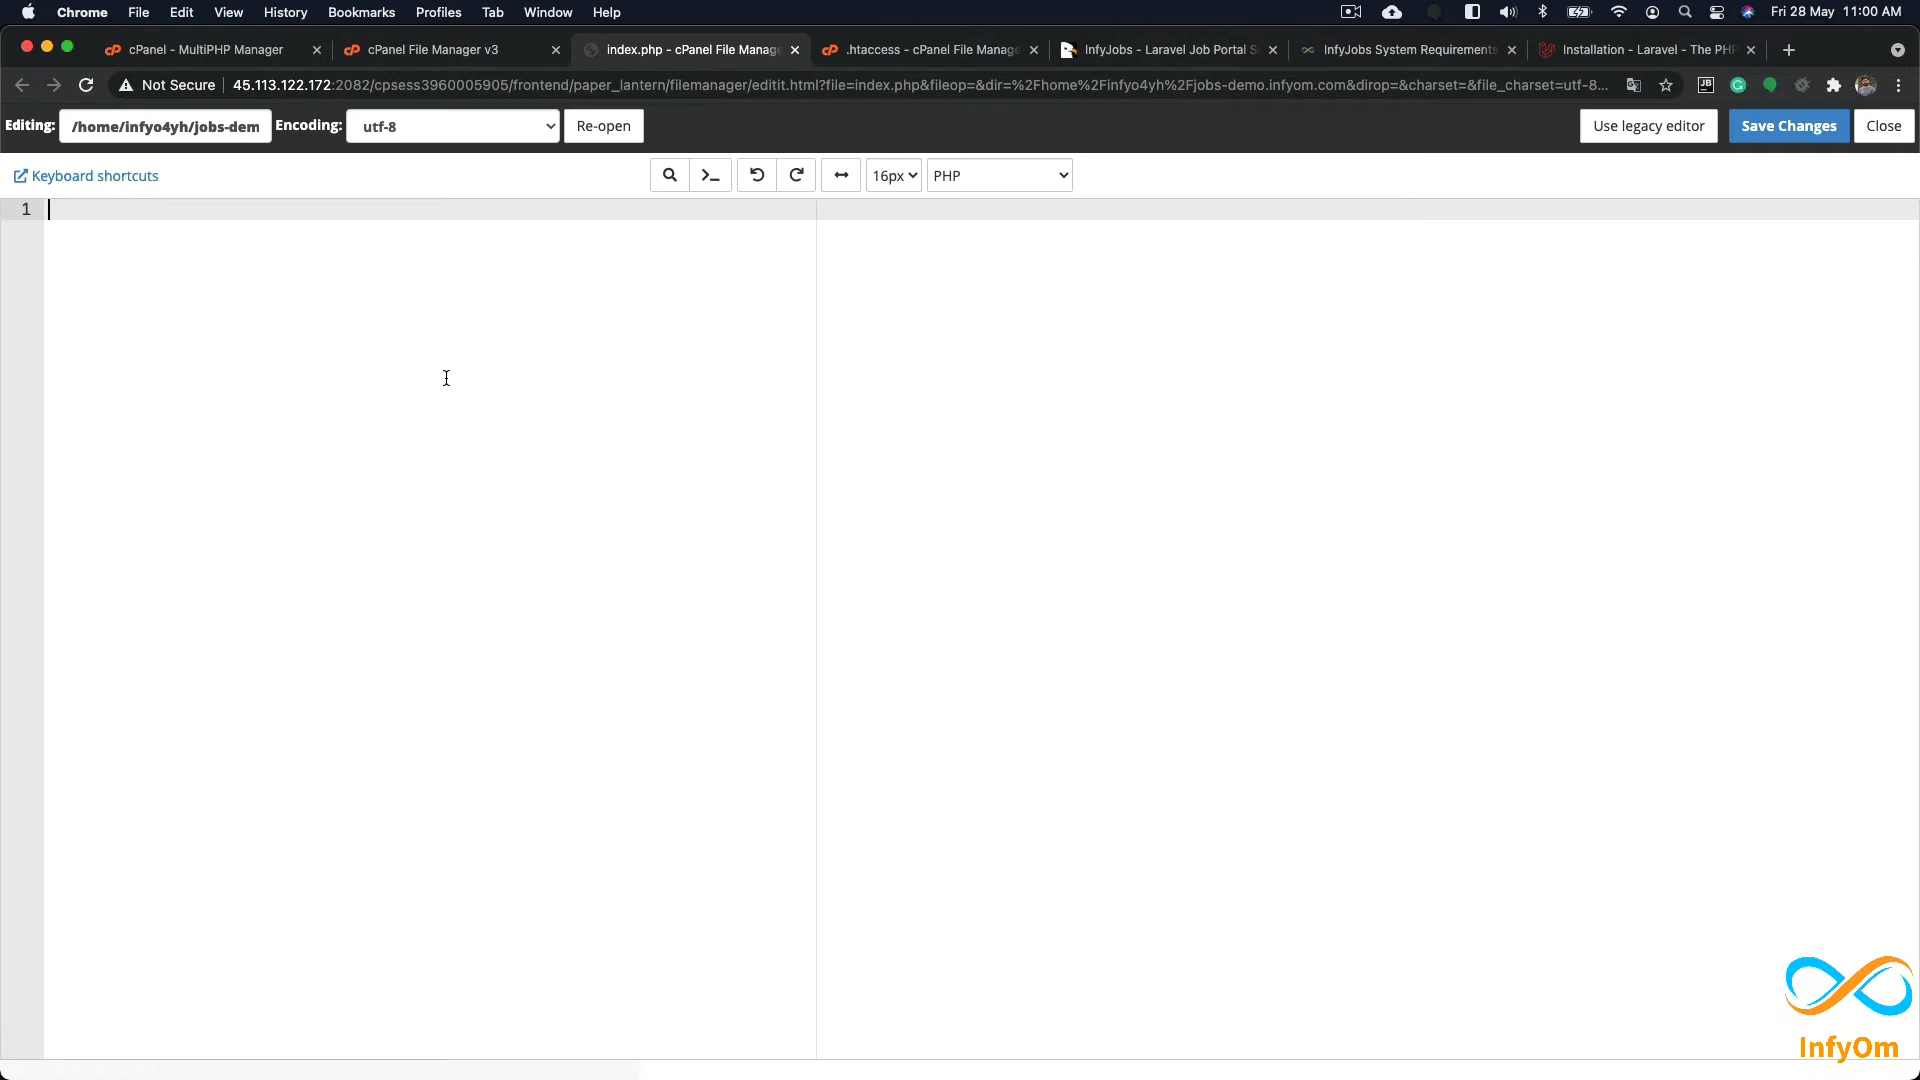 Chrome File Edit View History Bookmarks Profiles Tab Window Help Fri 28 May 11:00 AM
cPanel - MultiPHP Manager cPanel File Manager v3 index.php - cPanel File Manage .htaccess - cPanel File Manage InfyJobs - Laravel Job Portal S InfyJobs System Requirements Installation - Laravel - The PHP
Not Secure 45.113.122.172:2082/cpsess3960005905/frontend/paper_lantern/filemanager/editit.html?file=index.php&fileop=&dir=%2Fhome%2Finfyo4yh%2Fjobs-demo.infyom.com&dirop=&charset=&file_charset=utf-8...
Editing: /home/infyo4yh/jobs-dem Encoding: utf-8 Re-open Use legacy editor Save Changes Close
Keyboard shortcuts 16px PHP
1
InfyOm